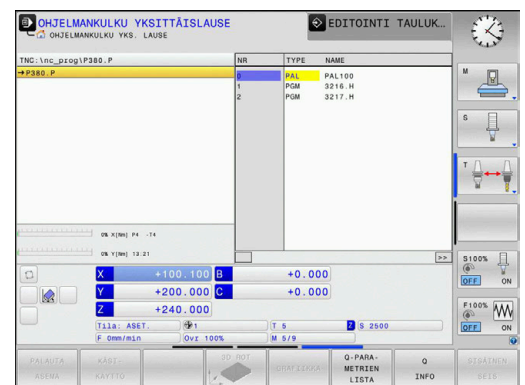 OHJELMANKULKU YKSITTÄISLAUSE
OHJELMANKULKU YKS. LAUSE
EDITOINTI TAULUK…
TNC:\nc_prog\P380.P
→P380.P
NR TYPE NAME
0 PAL PAL100
1 PGM 3216.H
2 PGM 3217.H
0% X[Nm] P4 -T4
0% Y[Nm] 13:21
>>
X +100.100 B +0.000
Y +200.000 C +0.000
Z +240.000
Tila: ASET. 1 T 5 Z S 2500
F 0mm/min Ovr 100% M 5/9
M
S
T
S100%
OFF ON
F100%
OFF ON
PALAUTA ASEMA
KÄSI-KÄYTTÖ
3D ROT
GRAFIIKKA
Q-PARA-
METRIEN
LISTA
Q
INFO
SISÄINEN
SEIS